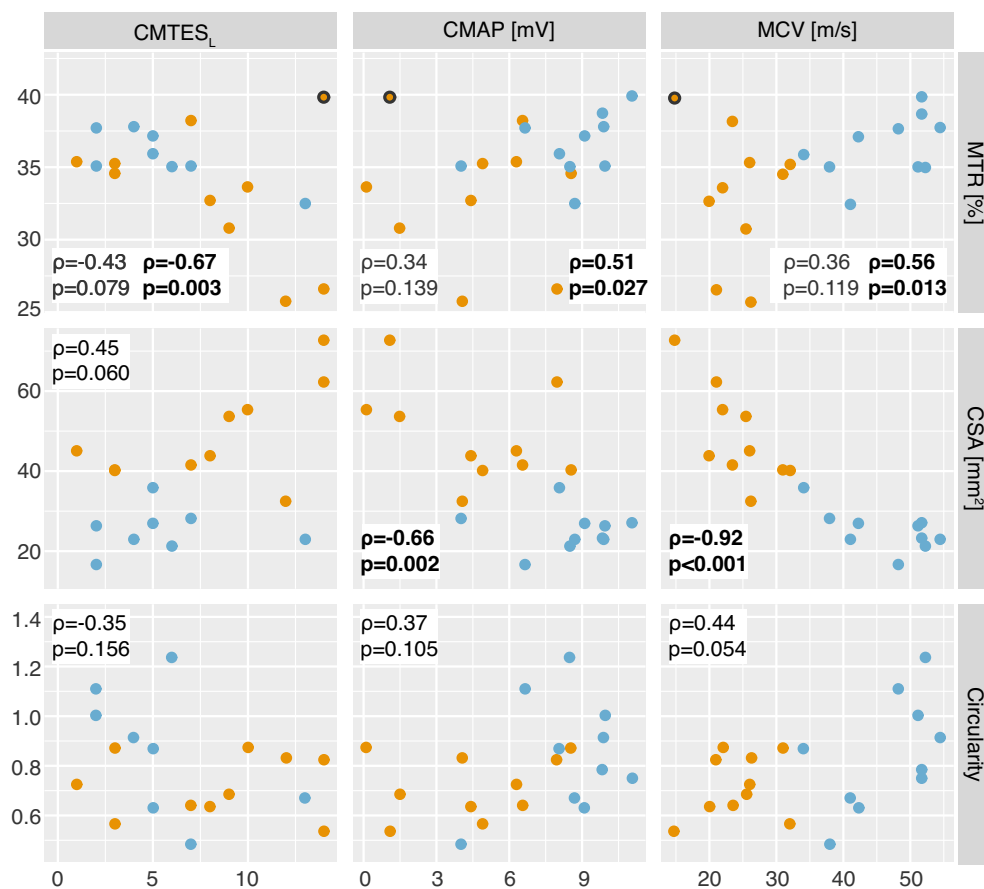 CMTES_L
CMAP [mV]
MCV [m/s]
40
35
30
25
ρ=-0.43 ρ=-0.67
p=0.079 p=0.003
ρ=0.34 ρ=0.51
p=0.139 p=0.027
ρ=0.36 ρ=0.56
p=0.119 p=0.013
MTR [%]
60
40
20
ρ=0.45
p=0.060
ρ=-0.66
p=0.002
ρ=-0.92
p<0.001
CSA [mm²]
1.4
1.2
1.0
0.8
0.6
ρ=-0.35
p=0.156
ρ=0.37
p=0.105
ρ=0.44
p=0.054
Circularity
0 5 10
0 3 6 9
20 30 40 50